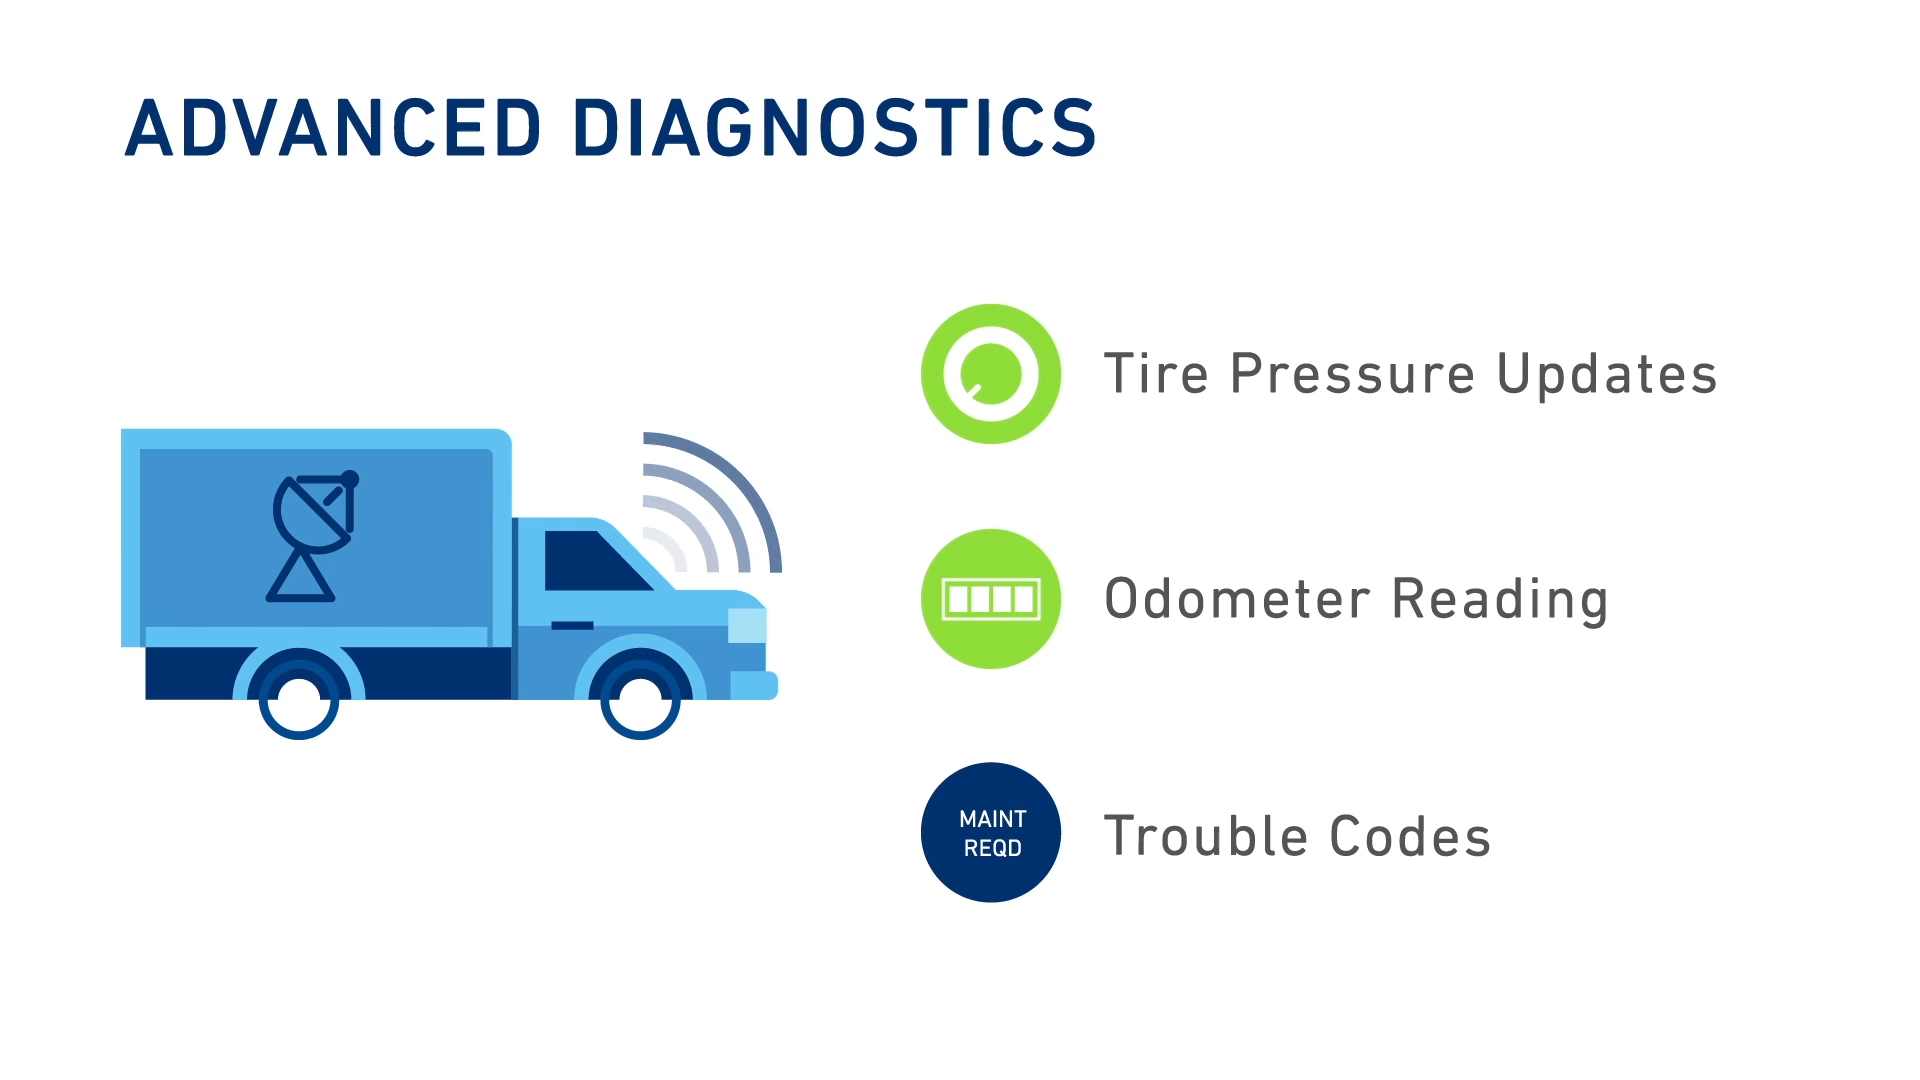 ADVANCED DIAGNOSTICS
Tire Pressure Updates
Odometer Reading
MAINT
REQD
Trouble Codes